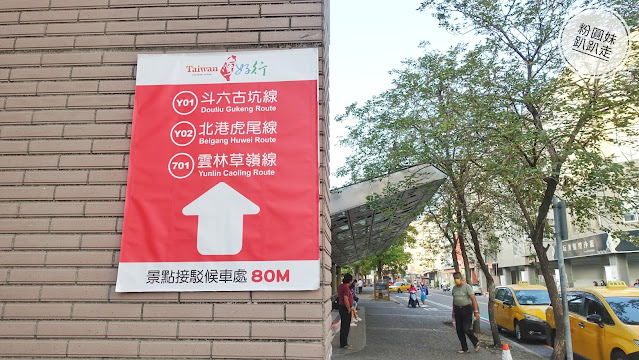 Taiwan 好行
Y01 斗六古坑線
Douliu Gukeng Route
Y02 北港虎尾線
Beigang Huwei Route
701 雲林草嶺線
Yunlin Caoling Route
景點接駁候車處 80M
粉圓妹
趴趴走